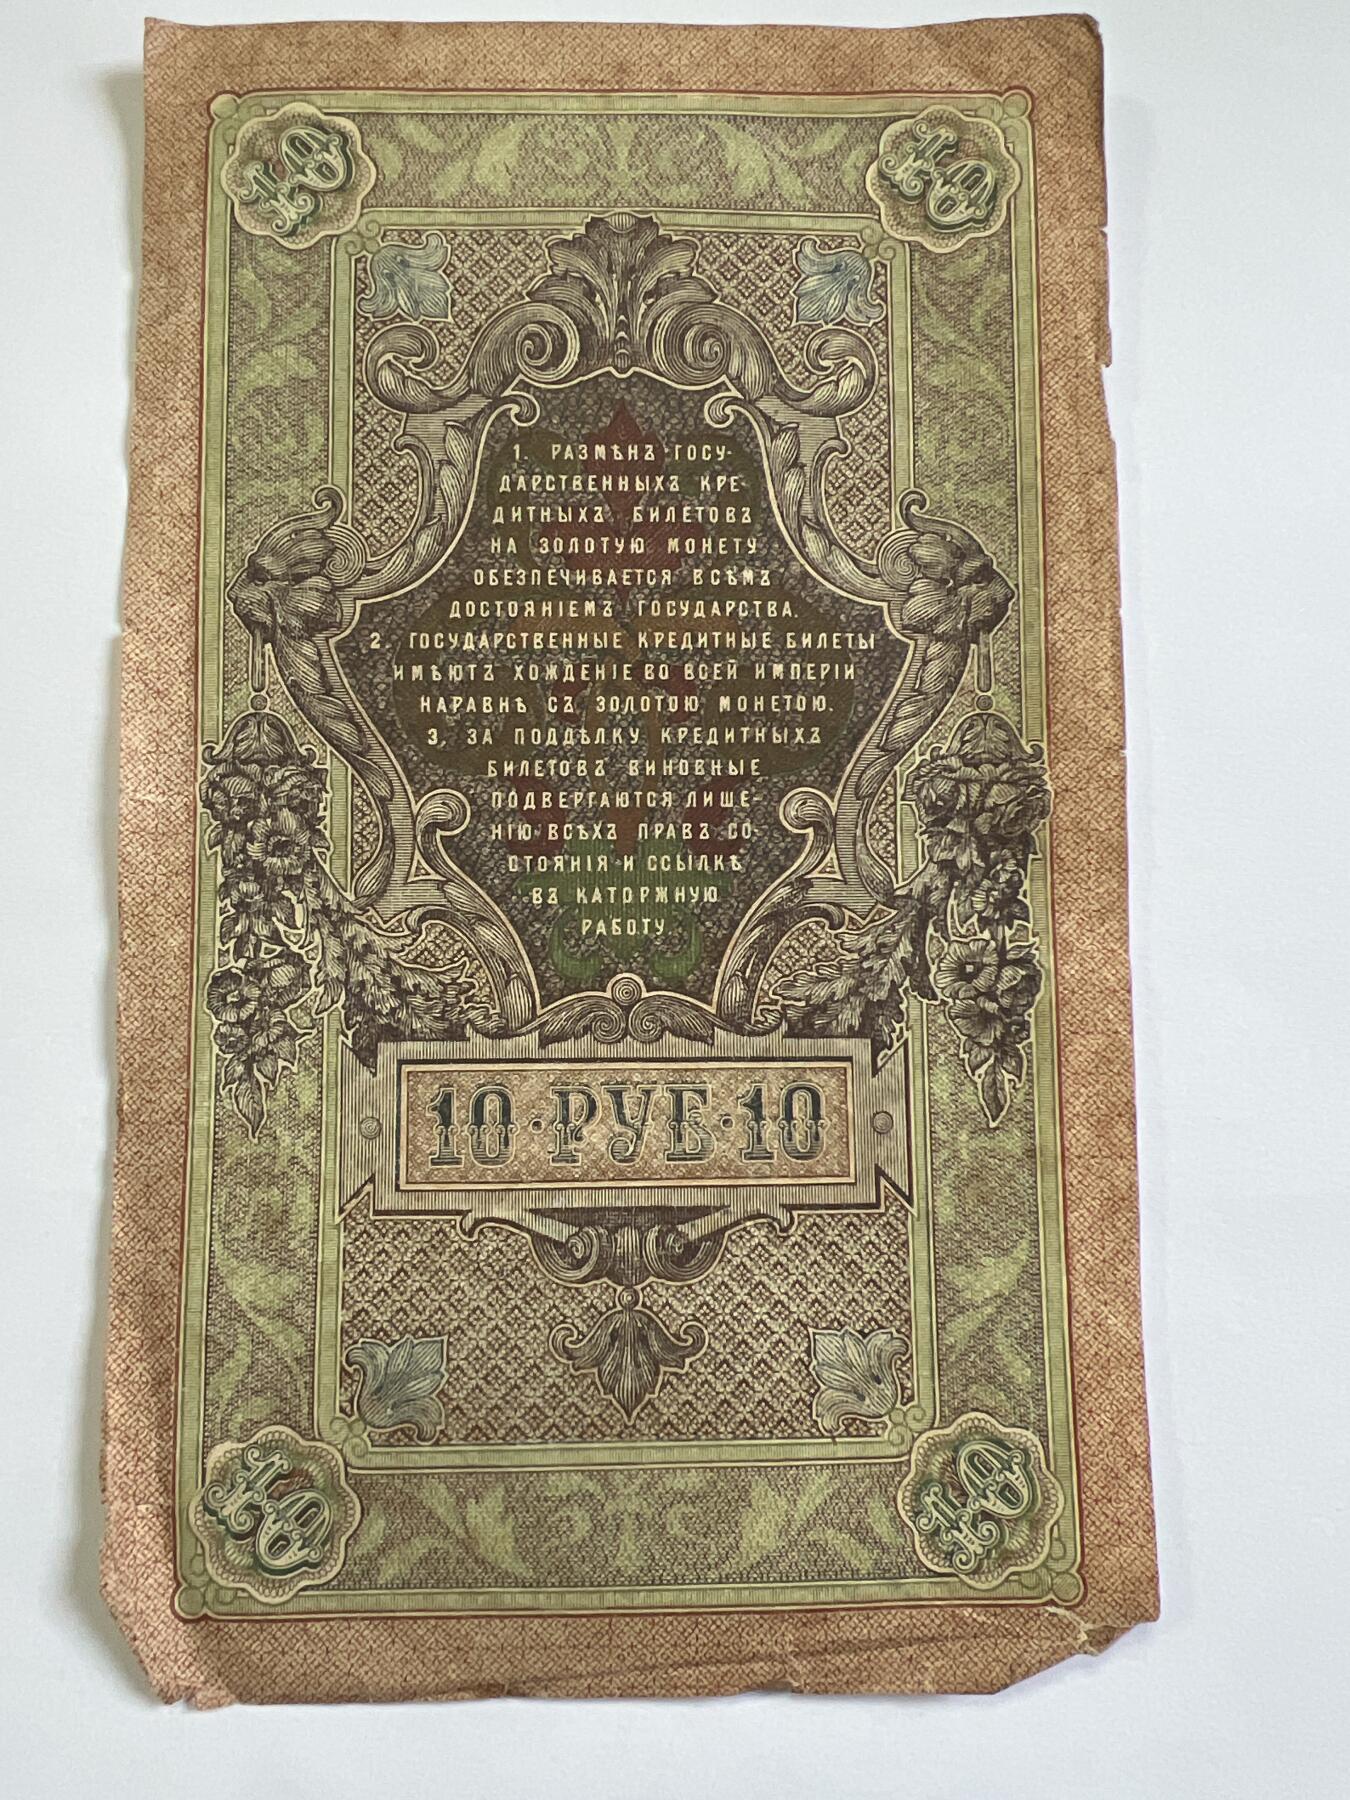 10 10
1. РАЗМѢНЪ ГОСУ-
ДАРСТВЕННЫХЪ КРЕ-
ДИТНЫХЪ БИЛЕТОВЪ
НА ЗОЛОТУЮ МОНЕТУ
ОБЕЗПЕЧИВАЕТСЯ ВСѢМЪ
ДОСТОЯНІЕМЪ ГОСУДАРСТВА.
2. ГОСУДАРСТВЕННЫЕ КРЕДИТНЫЕ БИЛЕТЫ
ИМѢЮТЪ ХОЖДЕНІЕ ВО ВСЕЙ ИМПЕРІИ
НАРАВНѢ СЪ ЗОЛОТОЮ МОНЕТОЮ.
3. ЗА ПОДДѢЛКУ КРЕДИТНЫХЪ
БИЛЕТОВЪ ВИНОВНЫЕ
ПОДВЕРГАЮТСЯ ЛИШЕ-
НІЮ ВСѢХЪ ПРАВЪ СО-
СТОЯНІЯ И ССЫЛКѢ
ВЪ КАТОРЖНУЮ
РАБОТУ.
10·РУБ·10
10 10